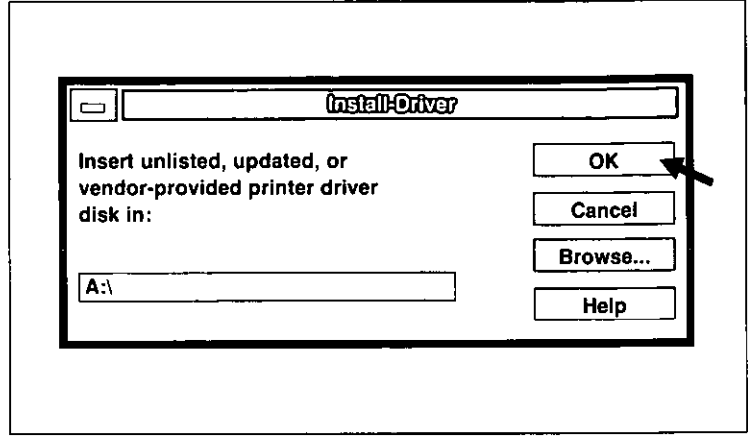 Install-Driver
Insert unlisted, updated, or
vendor-provided printer driver
disk in:
A:\
OK
Cancel
Browse...
Help